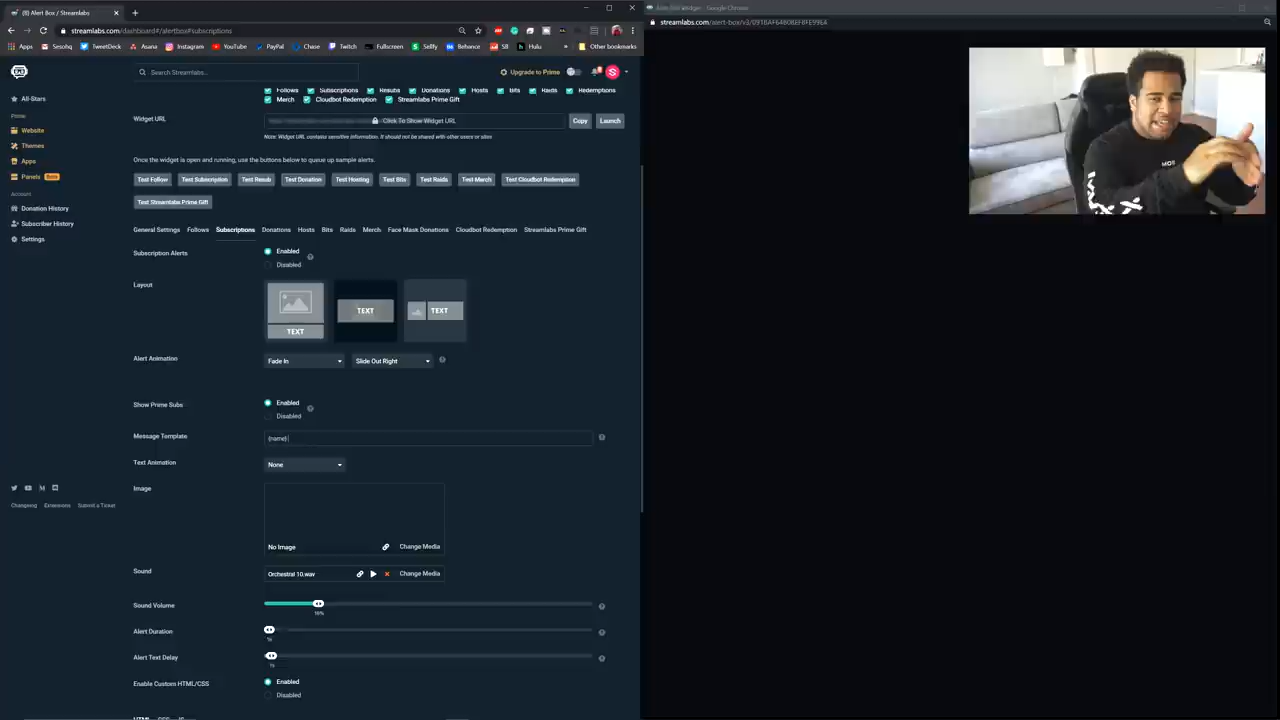 (8) Alert Box / Streamlabs
Google Chrome
streamlabs.com/dashboard#/alertbox#subscriptions
Apps Sesohq TweetDeck Asana Instagram YouTube PayPal Chase Twitch Fullscreen Sellfy Behance SB Hulu Other bookmarks
Search Streamlabs...
Upgrade to Prime
All-Stars
Prime
Website
Themes
Apps
Panels Beta
Account
Donation History
Subscriber History
Settings
Changelog Extensions Submit a Ticket
Follows Subscriptions Resubs Donations Hosts Bits Raids Redemptions
Merch Cloudbot Redemption Streamlabs Prime Gift
Widget URL
Click To Show Widget URL
Copy Launch
Note: Widget URL contains sensitive information. It should not be shared with other users or sites
Once the widget is open and running, use the buttons below to queue up sample alerts.
Test Follow Test Subscription Test Resub Test Donation Test Hosting Test Bits Test Raids Test Merch Test Cloudbot Redemption
Test Streamlabs Prime Gift
General Settings Follows Subscriptions Donations Hosts Bits Raids Merch Face Mask Donations Cloudbot Redemption Streamlabs Prime Gift
Subscription Alerts
Enabled
Disabled
Layout
TEXT TEXT TEXT
Alert Animation
Fade In Slide Out Right
Show Prime Subs
Enabled
Disabled
Message Template
{name}
Text Animation
None
Image
No Image
Change Media
Sound
Orchestral 10.wav
Change Media
Sound Volume
Alert Duration
1s
Alert Text Delay
1s
Enable Custom HTML/CSS
Enabled
Disabled